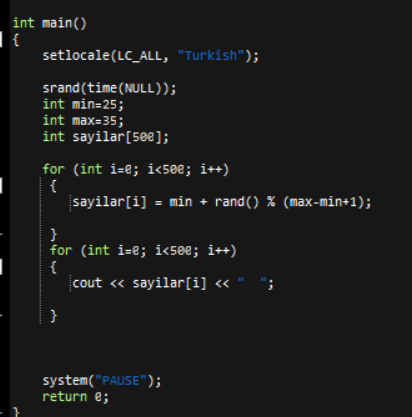 int main()
{
setlocale(LC_ALL, "Turkish");
srand(time(NULL));
int min=25;
int max=35;
int sayilar[500];
for (int i=0; i<500; i++)
{
sayilar[i] = min + rand() % (max-min+1);
}
for (int i=0; i<500; i++)
{
cout << sayilar[i] << "  ";
}
system("PAUSE");
return 0;
}